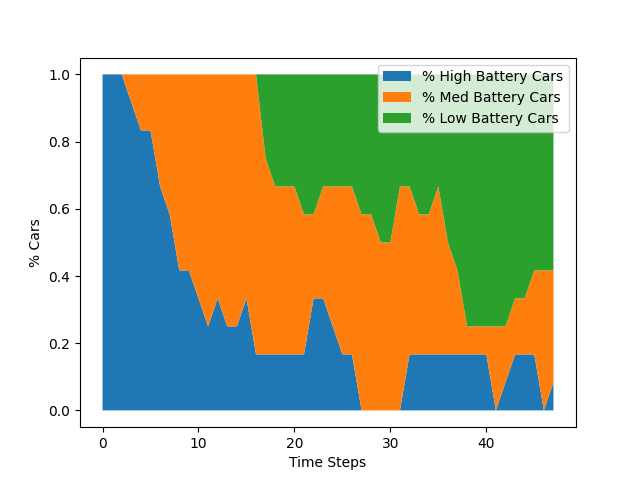 1.0
0.8
0.6
0.4
0.2
0.0
% Cars
% High Battery Cars
% Med Battery Cars
% Low Battery Cars
0 10 20 30 40
Time Steps